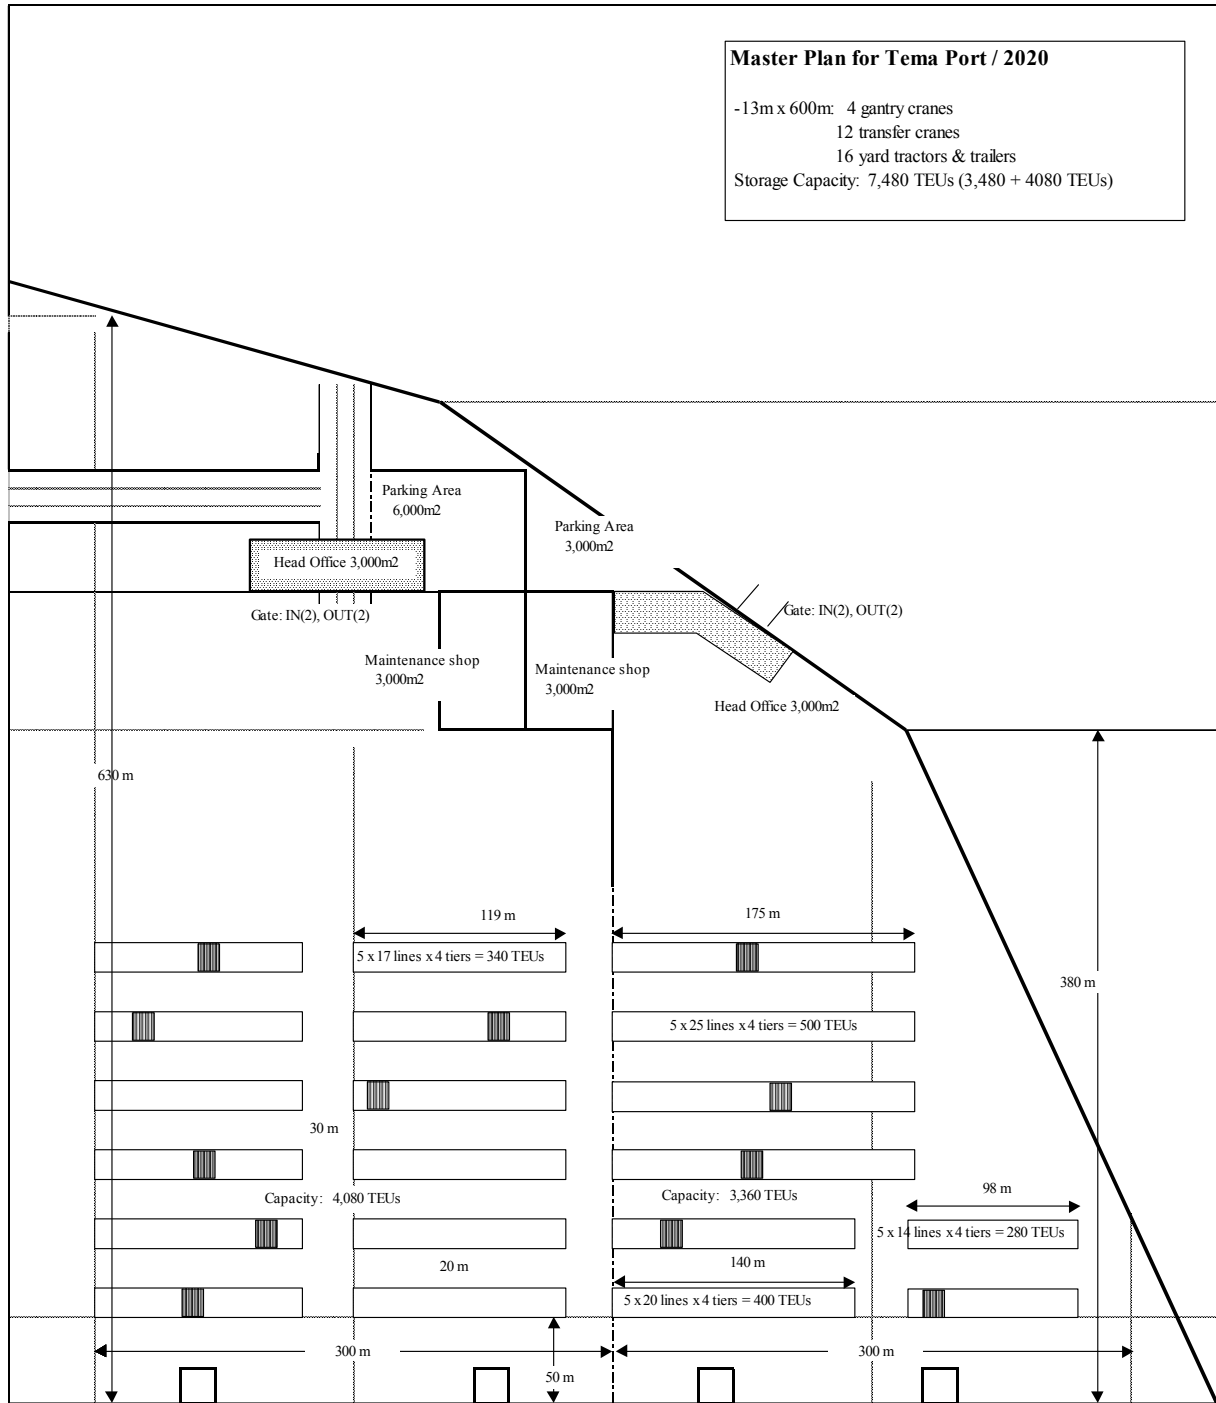 Master Plan for Tema Port / 2020
-13m x 600m: 4 gantry cranes
12 transfer cranes
16 yard tractors & trailers
Storage Capacity: 7,480 TEUs (3,480 + 4080 TEUs)
Parking Area
6,000m2
Parking Area
3,000m2
Head Office 3,000m2
Gate: IN(2), OUT(2)
Gate: IN(2), OUT(2)
Maintenance shop
3,000m2
Maintenance shop
3,000m2
Head Office 3,000m2
630 m
119 m
175 m
5 x 17 lines x 4 tiers = 340 TEUs
380 m
5 x 25 lines x 4 tiers = 500 TEUs
30 m
Capacity: 4,080 TEUs
Capacity: 3,360 TEUs
98 m
5 x 14 lines x 4 tiers = 280 TEUs
20 m
140 m
5 x 20 lines x 4 tiers = 400 TEUs
300 m
300 m
50 m